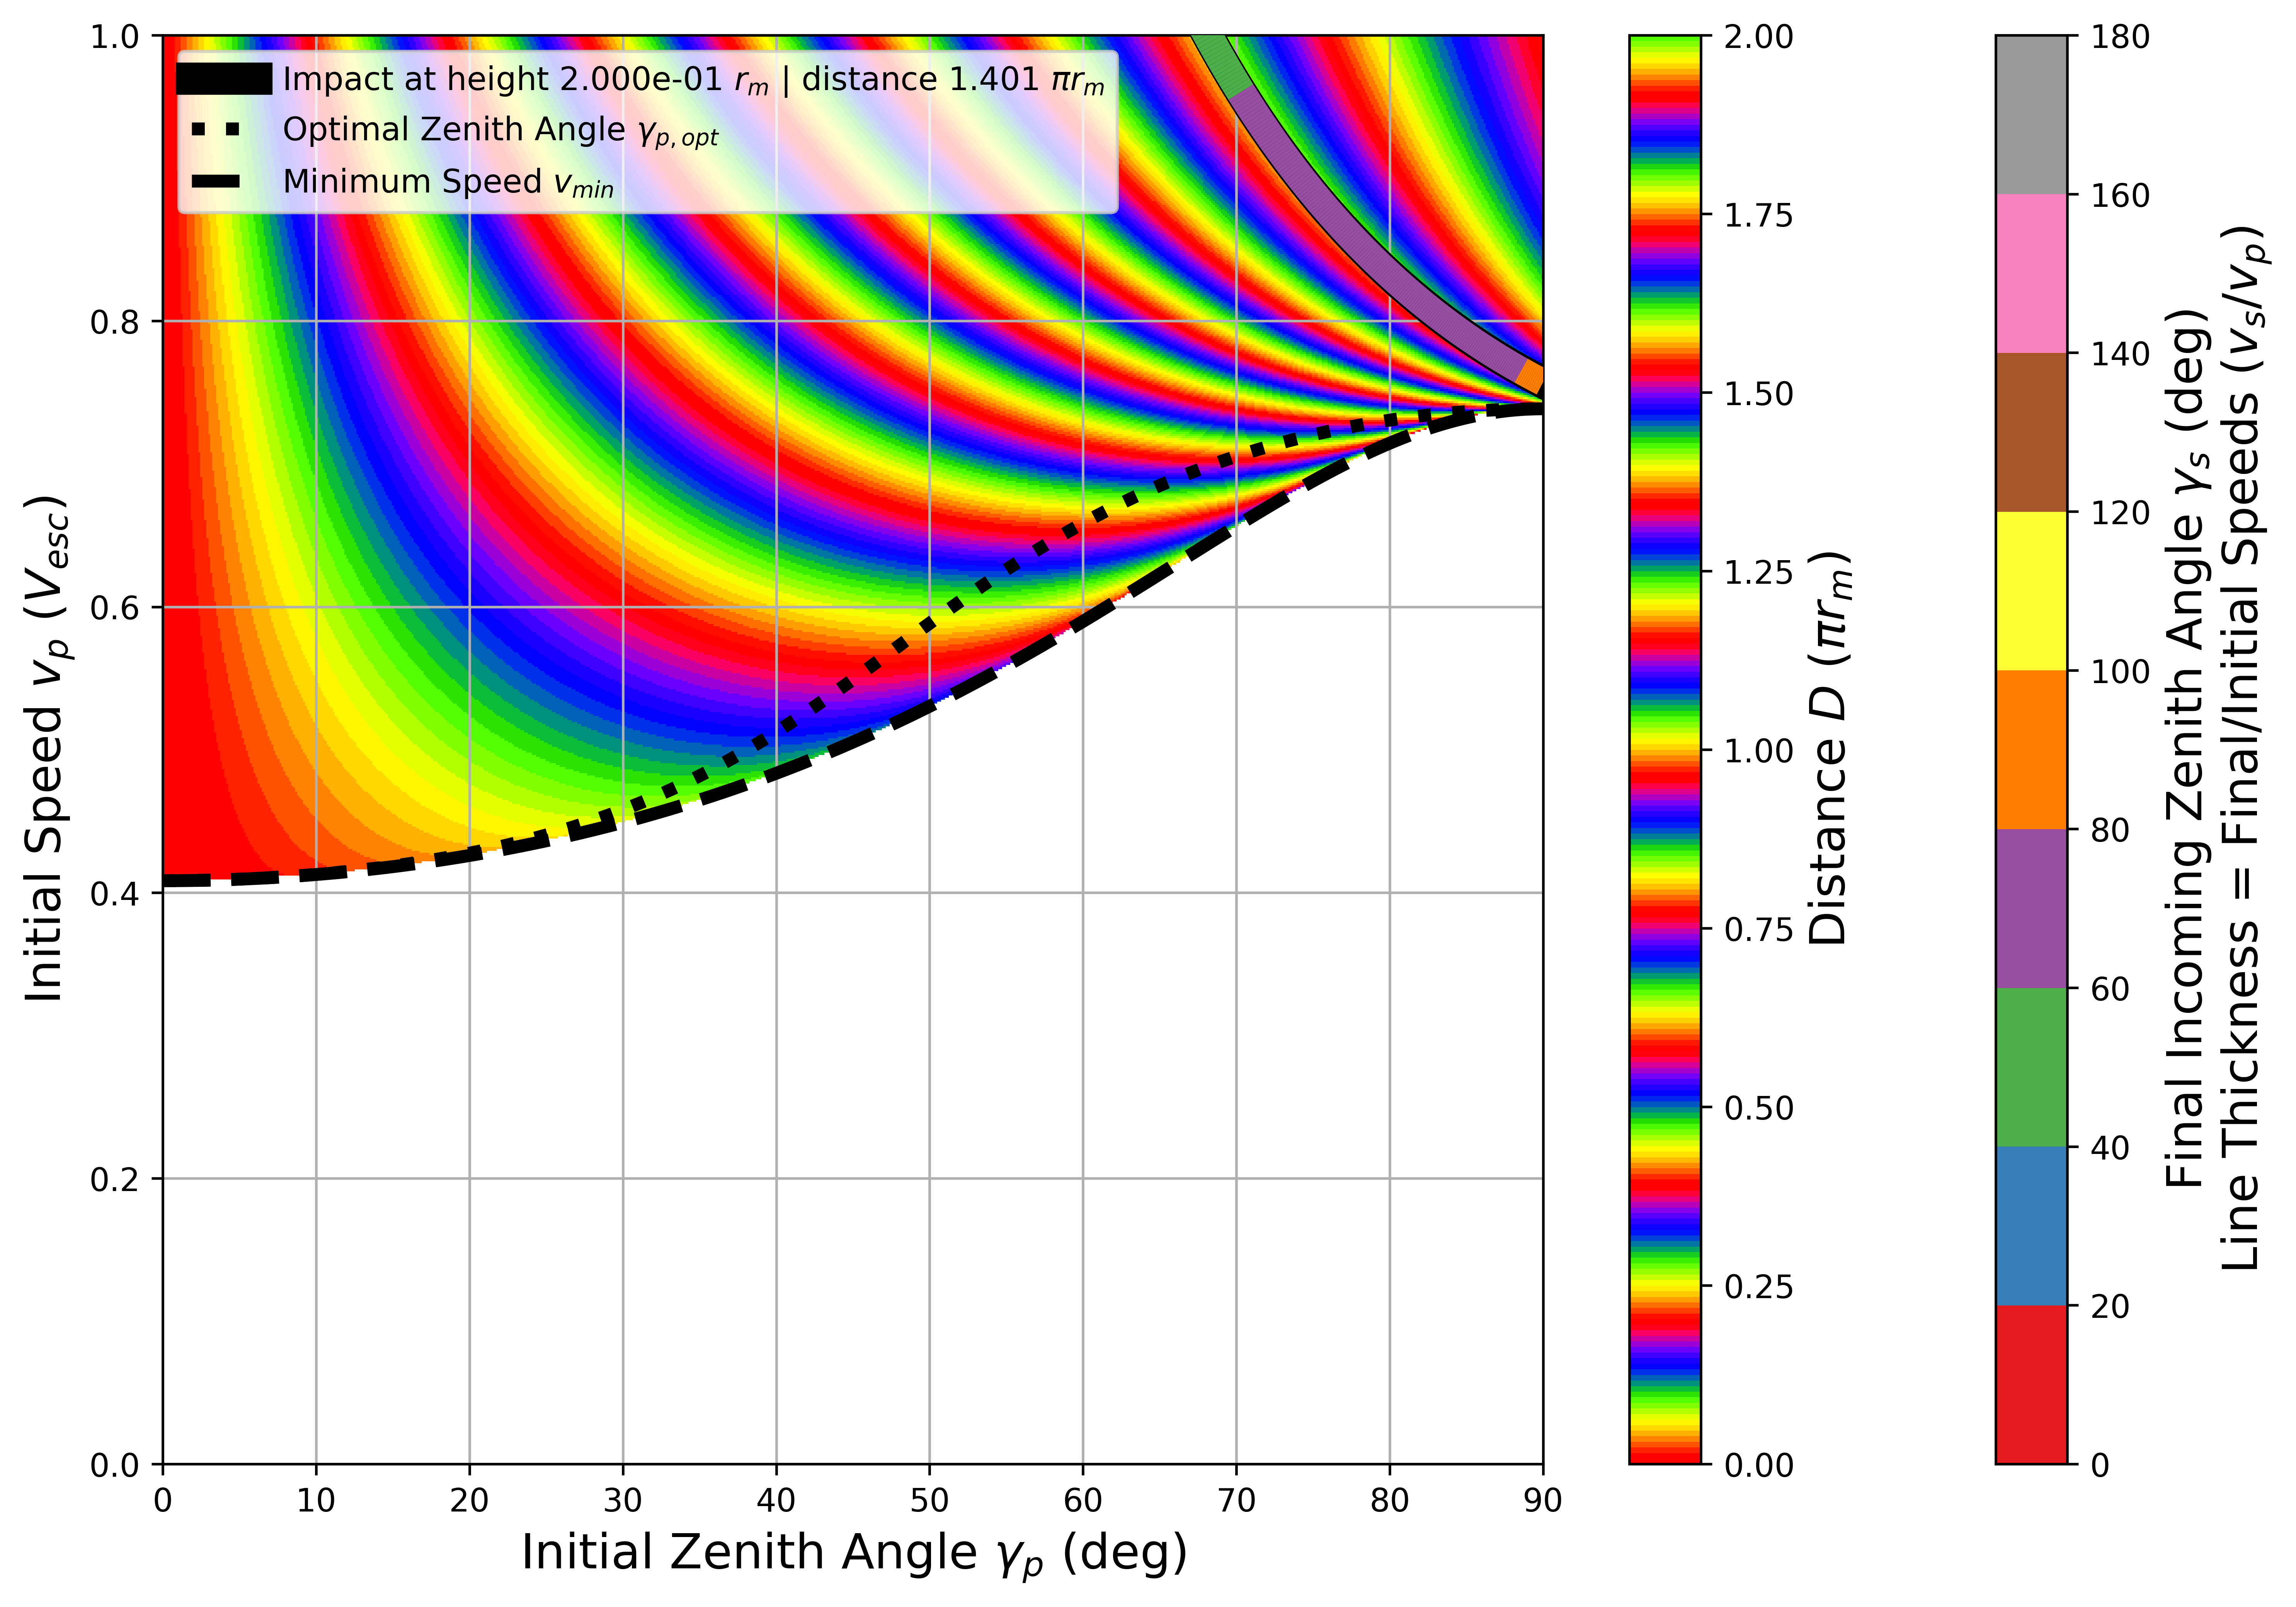 1.0
0.8
0.6
0.4
0.2
0.0
Initial Speed v_p (V_esc)
Impact at height 2.000e-01 r_m | distance 1.401 πr_m
Optimal Zenith Angle γ_p, opt
Minimum Speed v_min
0 10 20 30 40 50 60 70 80 90
Initial Zenith Angle γ_p (deg)
2.00
1.75
1.50
1.25
1.00
0.75
0.50
0.25
0.00
Distance D (πr_m)
180
160
140
120
100
80
60
40
20
0
Final Incoming Zenith Angle γ_s (deg)
Line Thickness = Final/Initial Speeds (v_s/v_p)